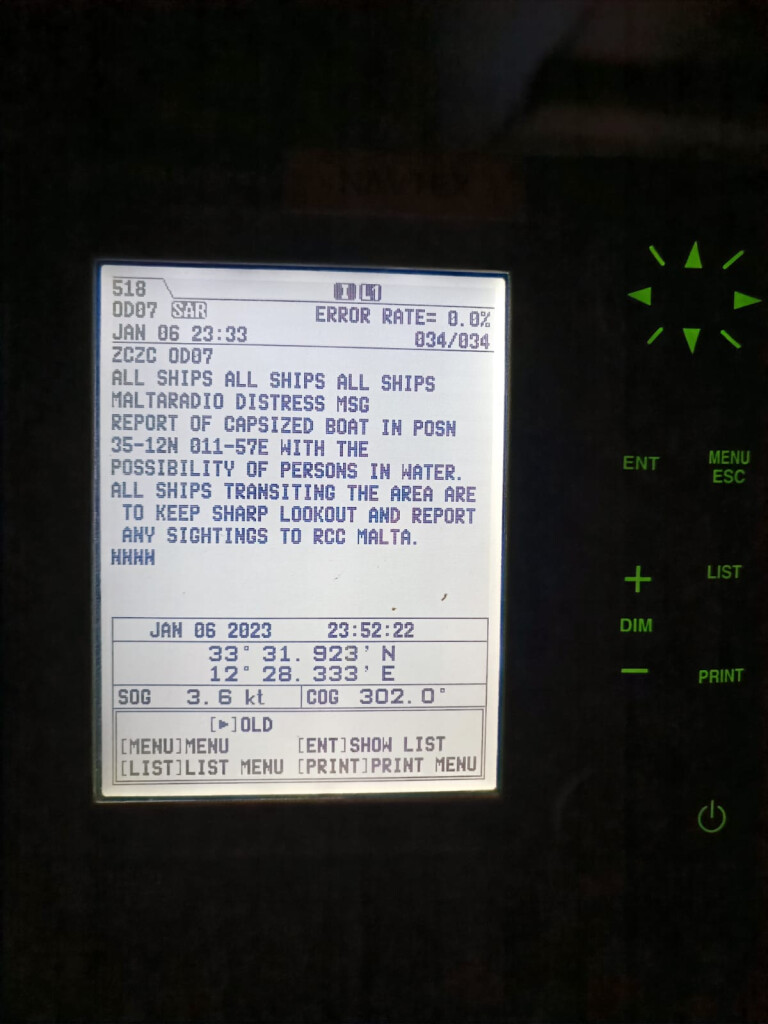 NAVTEX
518 I L1
OD07 SAR ERROR RATE= 0.0%
JAN 06 23:33 034/034
ZCZC OD07
ALL SHIPS ALL SHIPS ALL SHIPS
MALTARADIO DISTRESS MSG
REPORT OF CAPSIZED BOAT IN POSN
35-12N 011-57E WITH THE
POSSIBILITY OF PERSONS IN WATER.
ALL SHIPS TRANSITING THE AREA ARE
TO KEEP SHARP LOOKOUT AND REPORT
ANY SIGHTINGS TO RCC MALTA.
NNNN
JAN 06 2023 23:52:22
33° 31. 923' N
12° 28. 333' E
SOG 3. 6 kt COG 302. 0°
[▶]OLD
[MENU]MENU [ENT]SHOW LIST
[LIST]LIST MENU [PRINT]PRINT MENU
ENT
MENU
ESC
+
LIST
DIM
−
PRINT